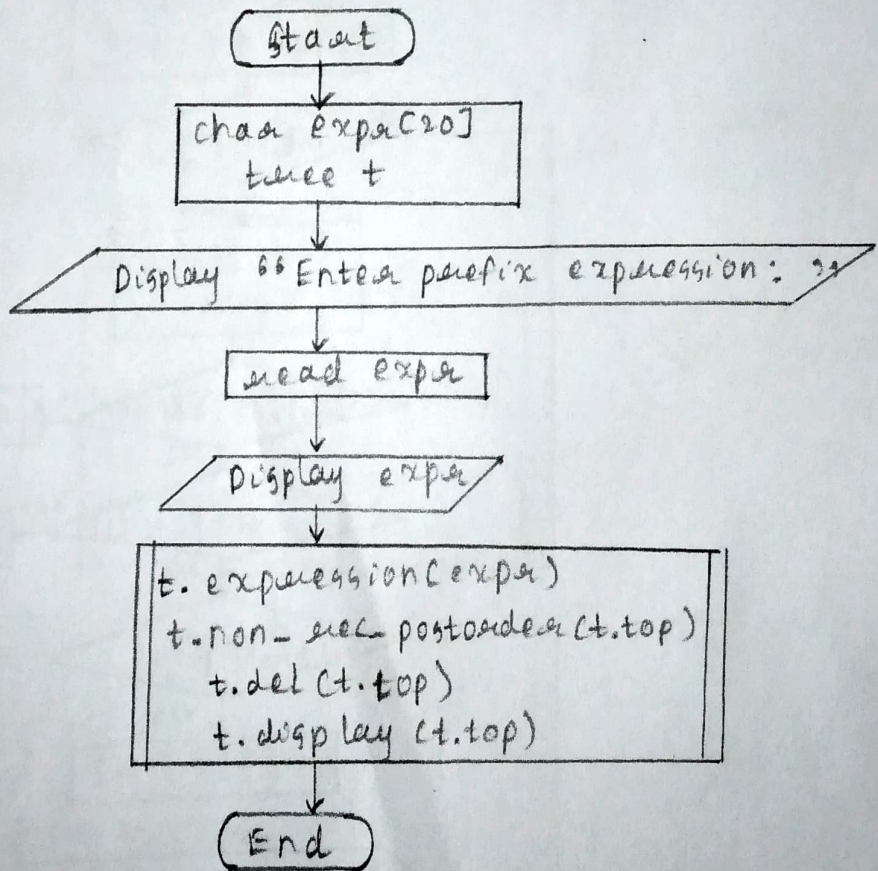 Start
char expr[20]
tree t
Display "Enter prefix expression: "
read expr
Display expr
t. expression(expr)
t.non_rec_postorder(t.top)
t.del(t.top)
t.display(t.top)
End